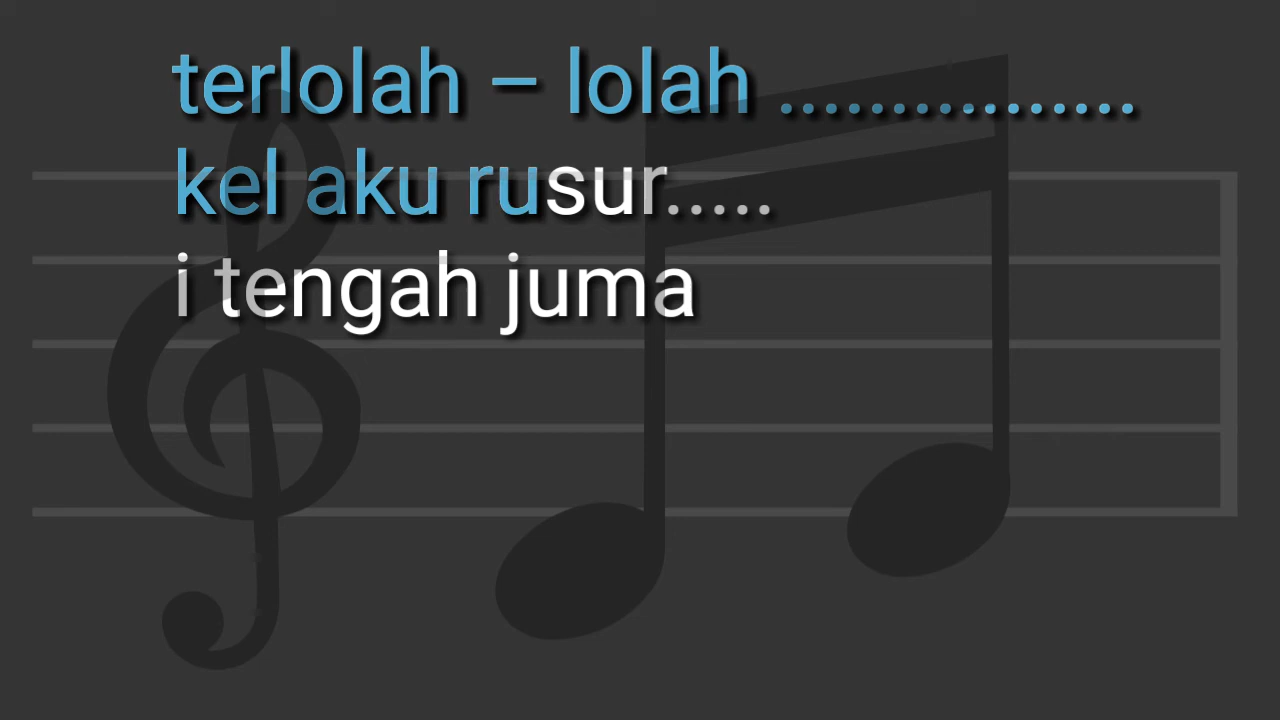 terlolah – lolah ................
kel aku rusur.....
i tengah juma